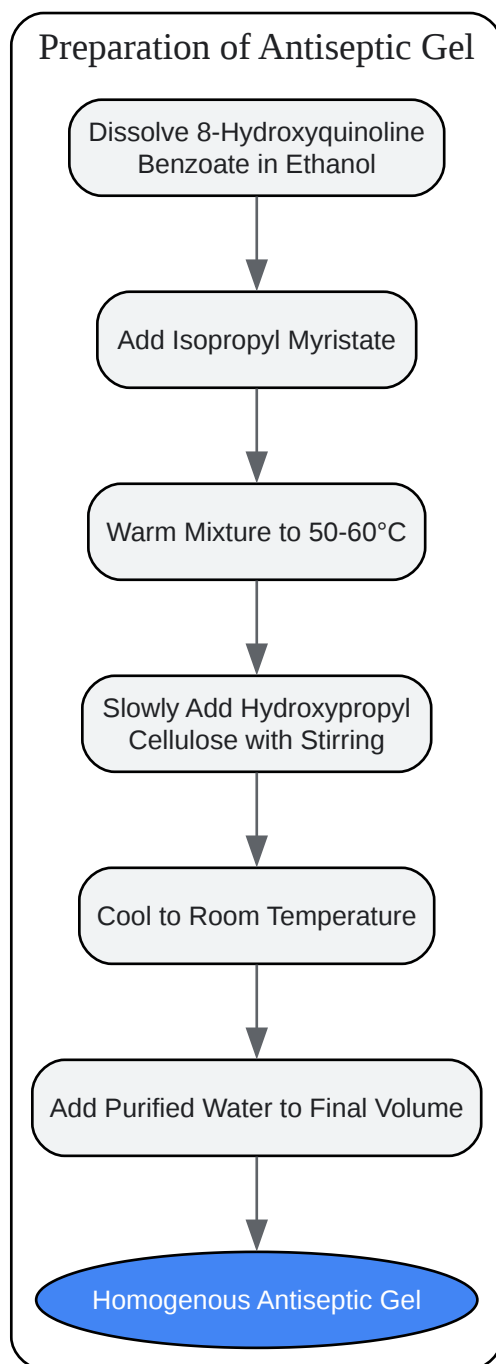 Preparation of Antiseptic Gel
Dissolve 8-Hydroxyquinoline
Benzoate in Ethanol
Add Isopropyl Myristate
Warm Mixture to 50-60°C
Slowly Add Hydroxypropyl
Cellulose with Stirring
Cool to Room Temperature
Add Purified Water to Final Volume
Homogenous Antiseptic Gel